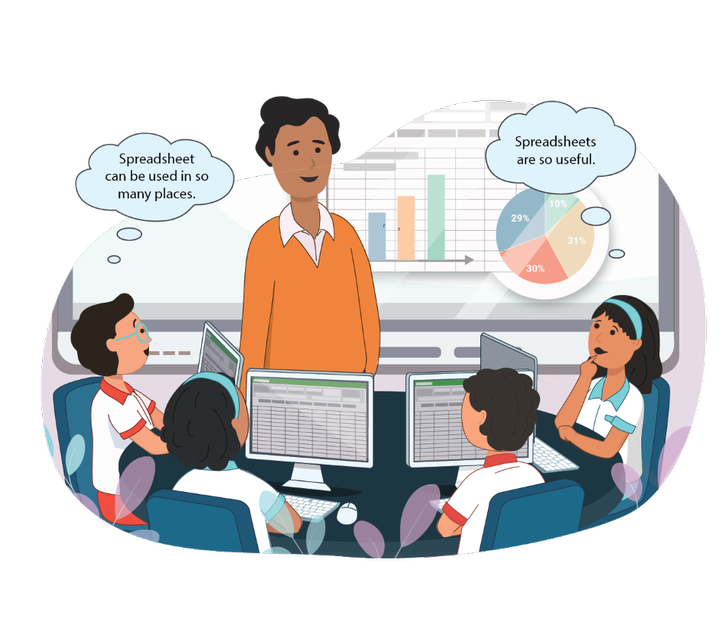 Spreadsheet
can be used in so
many places.
Spreadsheets
are so useful.
10%
29%
31%
30%